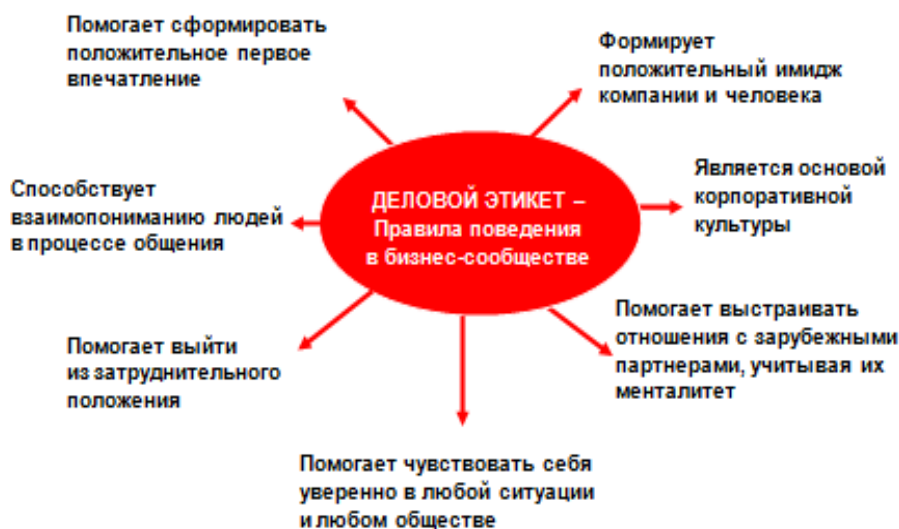 Помогает сформировать
положительное первое
впечатление
Формирует
положительный имидж
компании и человека
Способствует
взаимопониманию людей
в процессе общения
ДЕЛОВОЙ ЭТИКЕТ –
Правила поведения
в бизнес-сообществе
Является основой
корпоративной
культуры
Помогает выйти
из затруднительного
положения
Помогает выстраивать
отношения с зарубежными
партнерами, учитывая их
менталитет
Помогает чувствовать себя
уверенно в любой ситуации
и любом обществе